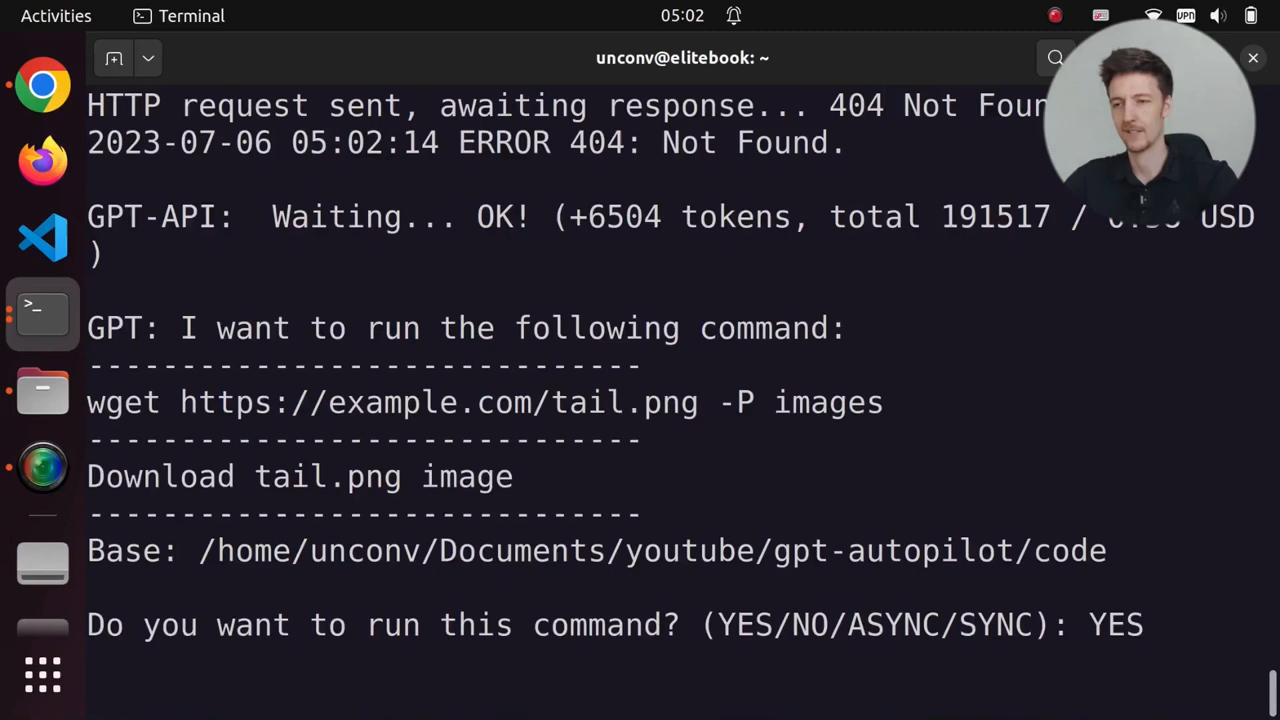 Activities
Terminal
05:02
VPN
unconv@elitebook: ~
HTTP request sent, awaiting response... 404 Not Foun
2023-07-06 05:02:14 ERROR 404: Not Found.
GPT-API:  Waiting... OK! (+6504 tokens, total 191517 / USD
)
GPT: I want to run the following command:
------------------------------
wget https://example.com/tail.png -P images
------------------------------
Download tail.png image
------------------------------
Base: /home/unconv/Documents/youtube/gpt-autopilot/code
Do you want to run this command? (YES/NO/ASYNC/SYNC): YES